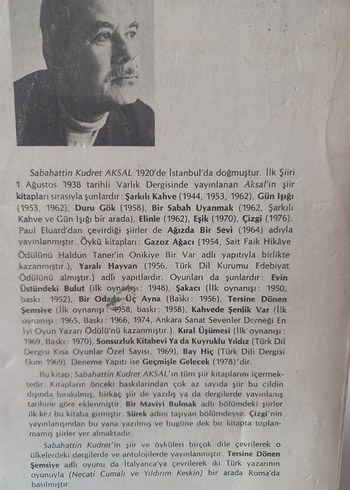 Sabahattin Kudret AKSAL 1920'de İstanbul'da doğmuştur. İlk Şiiri
1 Ağustos 1938 tarihli Varlık Dergisinde yayınlanan Aksal'ın şiir
kitapları sırasıyla şunlardır: Şarkılı Kahve (1944, 1953, 1962), Gün Işığı
(1953, 1962), Duru Gök (1958), Bir Sabah Uyanmak (1962, Şarkılı
Kahve ve Gün Işığı bir arada), Elinle (1962), Eşik (1970), Çizgi (1976).
Paul Eluard'dan çevirdiği şiirler de Ağızda Bir Sevi (1964) adıyla
yayınlanmıştır. Öykü kitapları: Gazoz Ağacı (1954, Sait Faik Hikâye
Ödülünü Haldun Taner'in Onikiye Bir Var adlı yapıtıyla birlikte
kazanmıştır.), Yaralı Hayvan (1956, Türk Dil Kurumu Edebiyat
Ödülünü almıştır.) adlı yapıtlardır. Oyunları da şunlardır: Evin
Üstündeki Bulut (ilk oynanışı: 1948), Şakacı (İlk oynanışı: 1950,
baskı: 1952), Bir Odada Üç Ayna (Baskı: 1956), Tersine Dönen
Şemsiye (İlk oynanışı: 1958, baskı: 1958), Kahvede Şenlik Var (İlk
oynanışı: 1965, Baskı: 1966, 1974, Ankara Sanat Sevenler Derneği En
İyi Oyun Yazarı Ödülü'nü kazanmıştır.). Kıral Üşümesi (İlk oynanışı:
1969, Baskı: 1970), Sonsuzluk Kitabevi Ya da Kuyruklu Yıldız (Türk
Dil Dergisi Kısa Oyunlar Özel Sayısı, 1969). Bay Hiç (Türk Dili Dergisi
Ekim 1969). Deneme Yapıtı ise Geçmişle Gelecek (1978)'dir.
Bu kitap, Sabahattin Kudret AKSAL'ın tüm şiir kitaplarını içermek-
tedir. Kitapların önceki baskılarından çok az sayıda şiir bu cildin
dışında bırakılmış, birkaç şiir de yazılış ya da dergilerde yayınlanış
tarihine göre eklenmiştir. Bir Maviyi Bulmak adlı bölümdeki şiirler
ilk kez bu kitaba girmiştir. Sürek adını taşıyan bölümdeyse, Çizgi'nin
yayınlanışından bu yana yazılmış ve bugüne dek bir kitapta toplan-
mamış şiirler yer almaktadır.
Sabahattin Kudret'in şiir ve öyküleri birçok dile çevrilerek o
ülkelerdeki dergilerde ve antolojilerde yayınlanmıştır. Tersine Dönen
Şemsiye adlı oyunu da İtalyanca'ya çevrilerek iki Türk yazarının
oyunuyla (Necati Cumalı ve Yıldırım Keskin) bir arada Roma'da
basılmıştır.